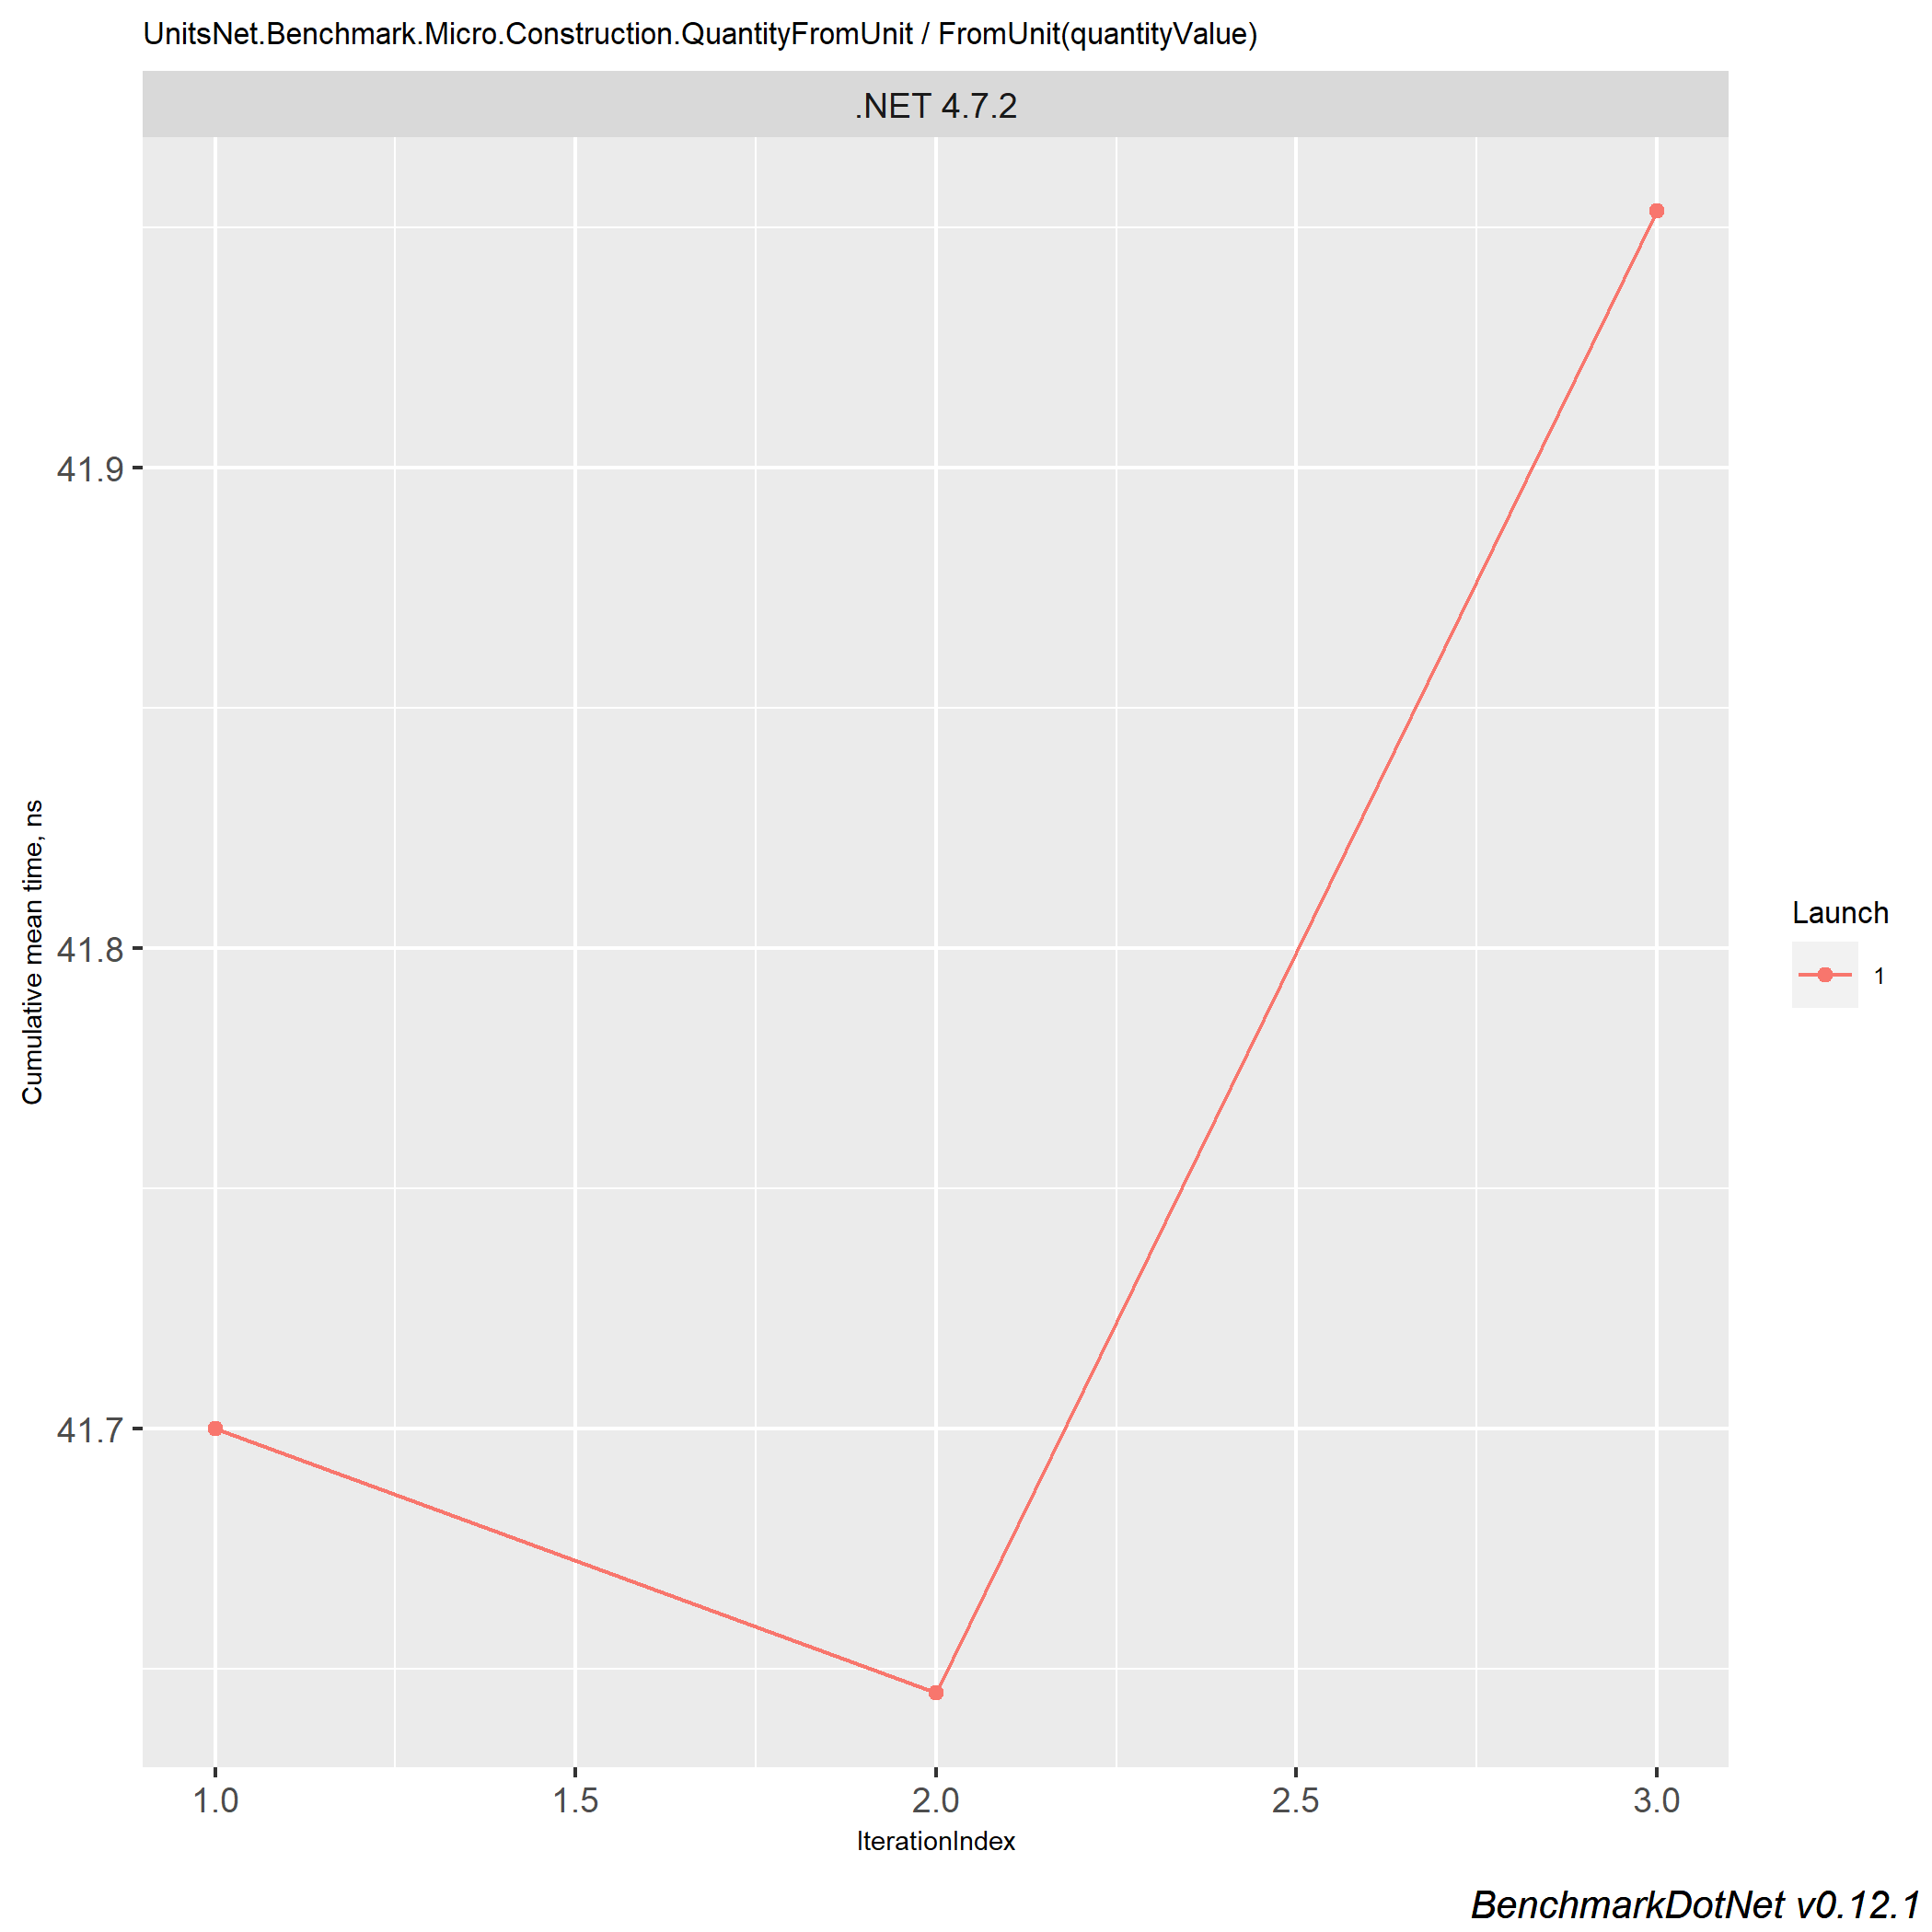 UnitsNet.Benchmark.Micro.Construction.QuantityFromUnit / FromUnit(quantityValue)
.NET 4.7.2
41.9
41.8
41.7
Cumulative mean time, ns
1.0 1.5 2.0 2.5 3.0
IterationIndex
Launch
1
BenchmarkDotNet v0.12.1